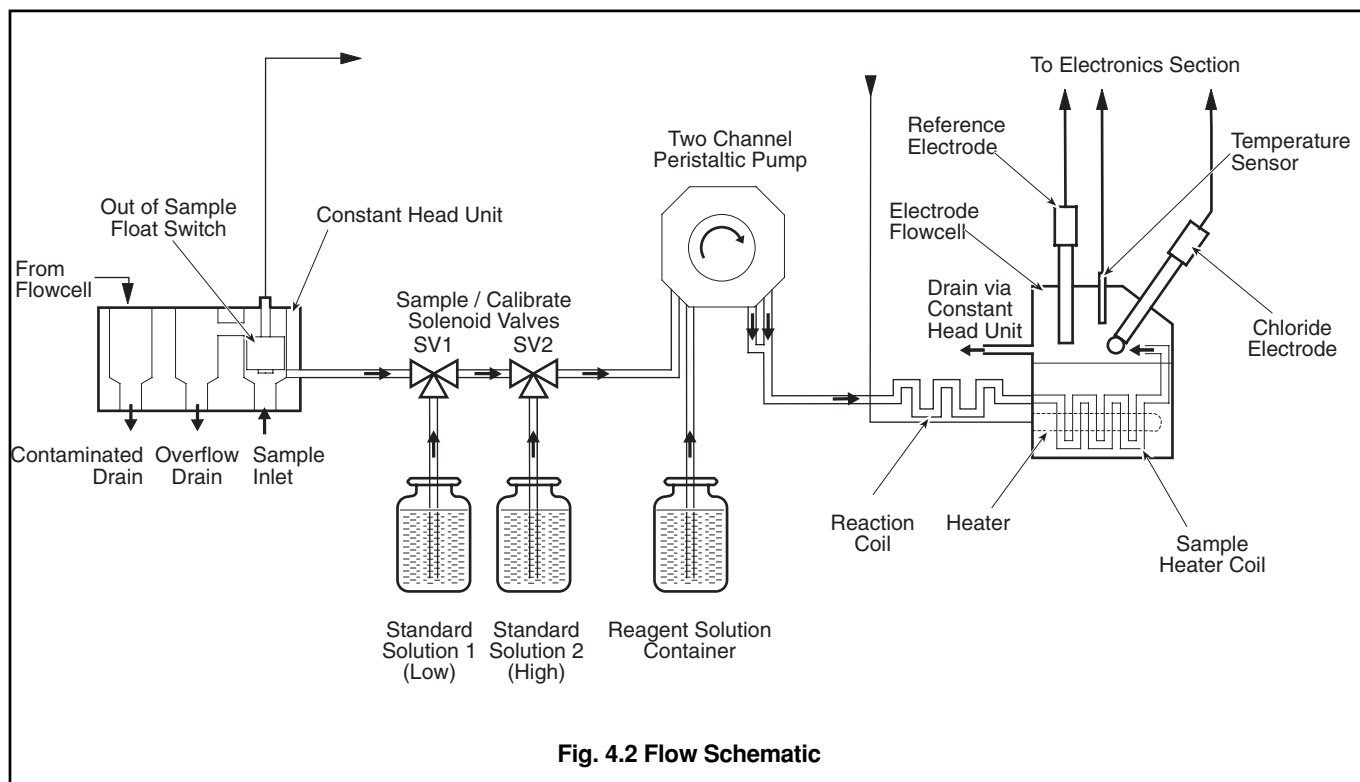 To Electronics Section
Reference
Electrode
Temperature
Sensor
Two Channel
Peristaltic Pump
Out of Sample
Float Switch
Constant Head Unit
Electrode
Flowcell
From
Flowcell
Sample / Calibrate
Solenoid Valves
SV1
SV2
Drain via
Constant
Head Unit
Chloride
Electrode
Contaminated
Drain
Overflow
Drain
Sample
Inlet
Reaction
Coil
Heater
Sample
Heater Coil
Standard
Solution 1
(Low)
Standard
Solution 2
(High)
Reagent Solution
Container
Fig. 4.2 Flow Schematic